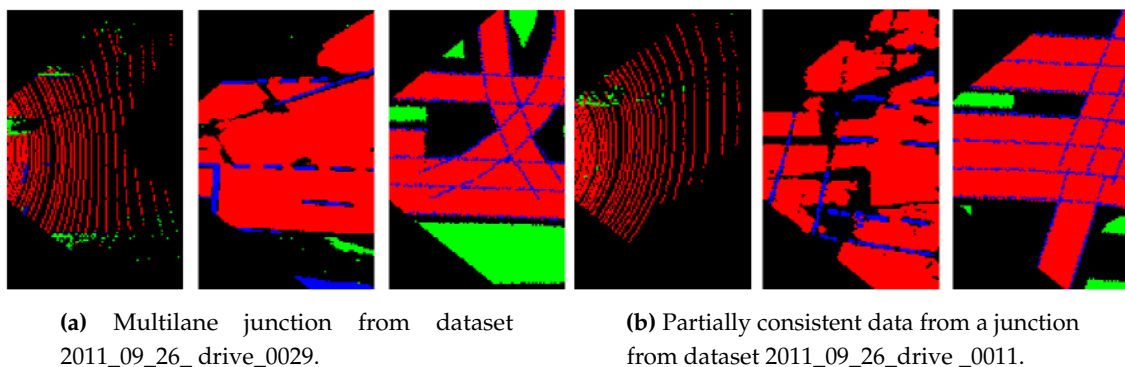 (a) Multilane junction from dataset
2011_09_26_ drive_0029.
(b) Partially consistent data from a junction
from dataset 2011_09_26_drive _0011.